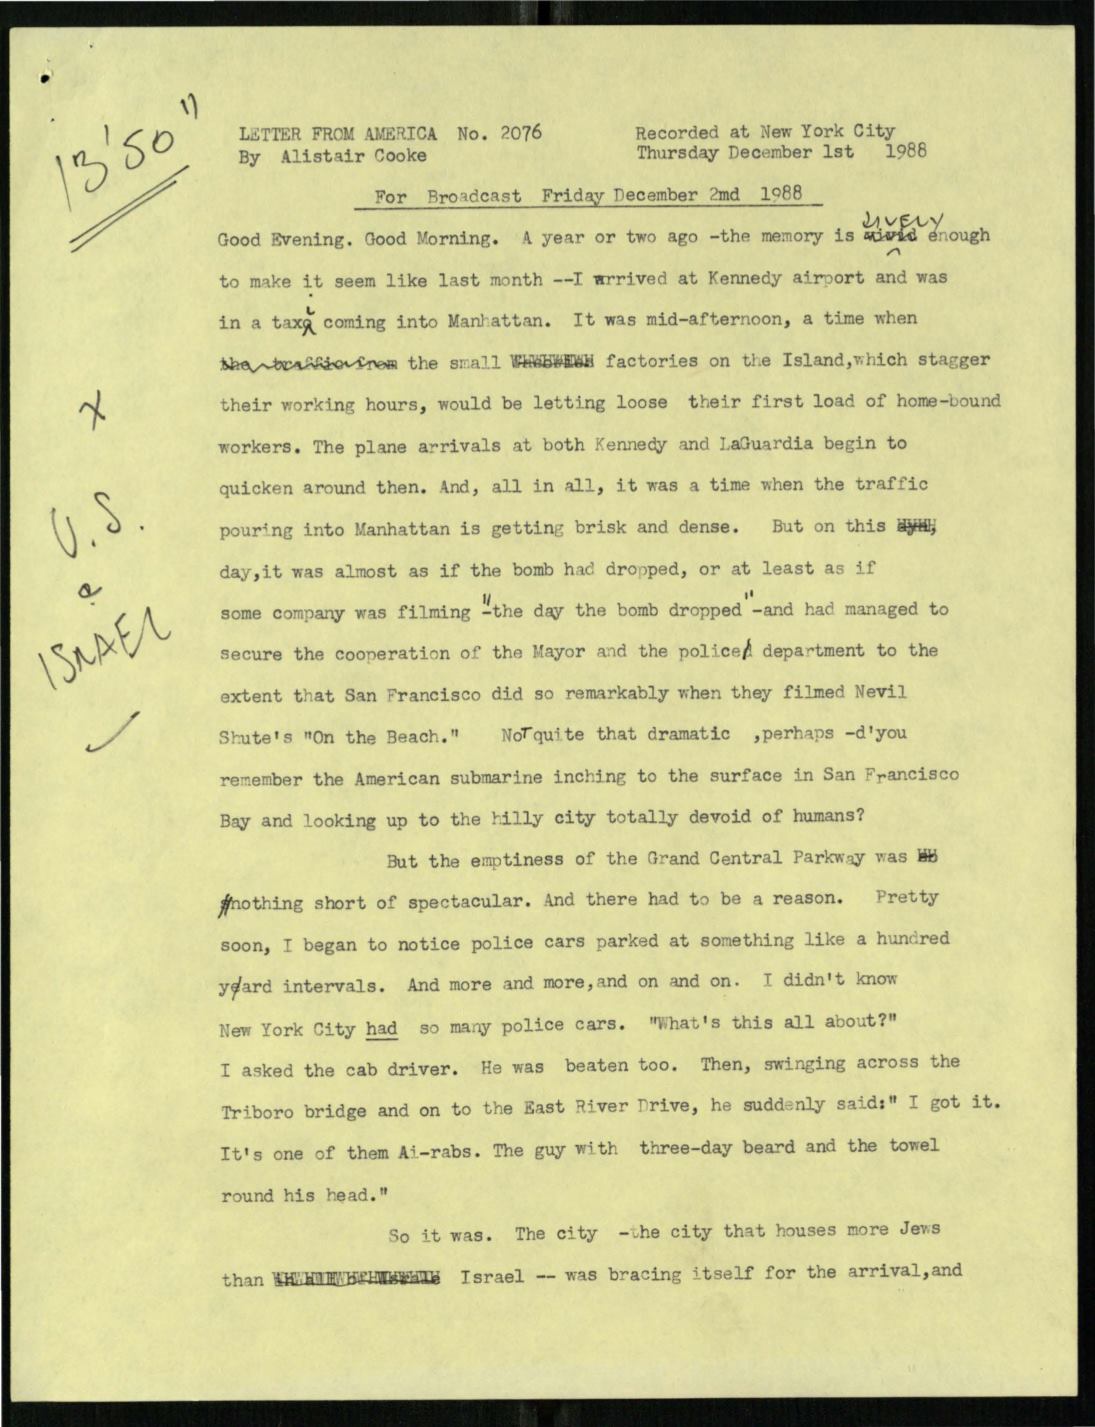 13'50"
LETTER FROM AMERICA No. 2076 Recorded at New York City
By Alistair Cooke Thursday December 1st 1988
For Broadcast Friday December 2md 1988
LIVELY
Good Evening. Good Morning. A year or two ago -the memory is vivid enough
to make it seem like last month --I arrived at Kennedy airport and was
in a taxi coming into Manhattan. It was mid-afternoon, a time when
the traffic from the small factories on the Island,which stagger
their working hours, would be letting loose their first load of home-bound
workers. The plane arrivals at both Kennedy and LaGuardia begin to
quicken around then. And, all in all, it was a time when the traffic
pouring into Manhattan is getting brisk and dense. But on this
day,it was almost as if the bomb had dropped, or at least as if
some company was filming "-the day the bomb dropped"-and had managed to
secure the cooperation of the Mayor and the police department to the
extent that San Francisco did so remarkably when they filmed Nevil
Shute's "On the Beach." Not quite that dramatic ,perhaps -d'you
remember the American submarine inching to the surface in San Francisco
Bay and looking up to the hilly city totally devoid of humans?
But the emptiness of the Grand Central Parkway was
nothing short of spectacular. And there had to be a reason. Pretty
soon, I began to notice police cars parked at something like a hundred
yard intervals. And more and more,and on and on. I didn't know
New York City had so many police cars. "What's this all about?"
I asked the cab driver. He was beaten too. Then, swinging across the
Triboro bridge and on to the East River Drive, he suddenly said:" I got it.
It's one of them Ai-rabs. The guy with three-day beard and the towel
round his head."
So it was. The city -the city that houses more Jews
than Israel -- was bracing itself for the arrival,and
X
U.S.
&
ISRAEL